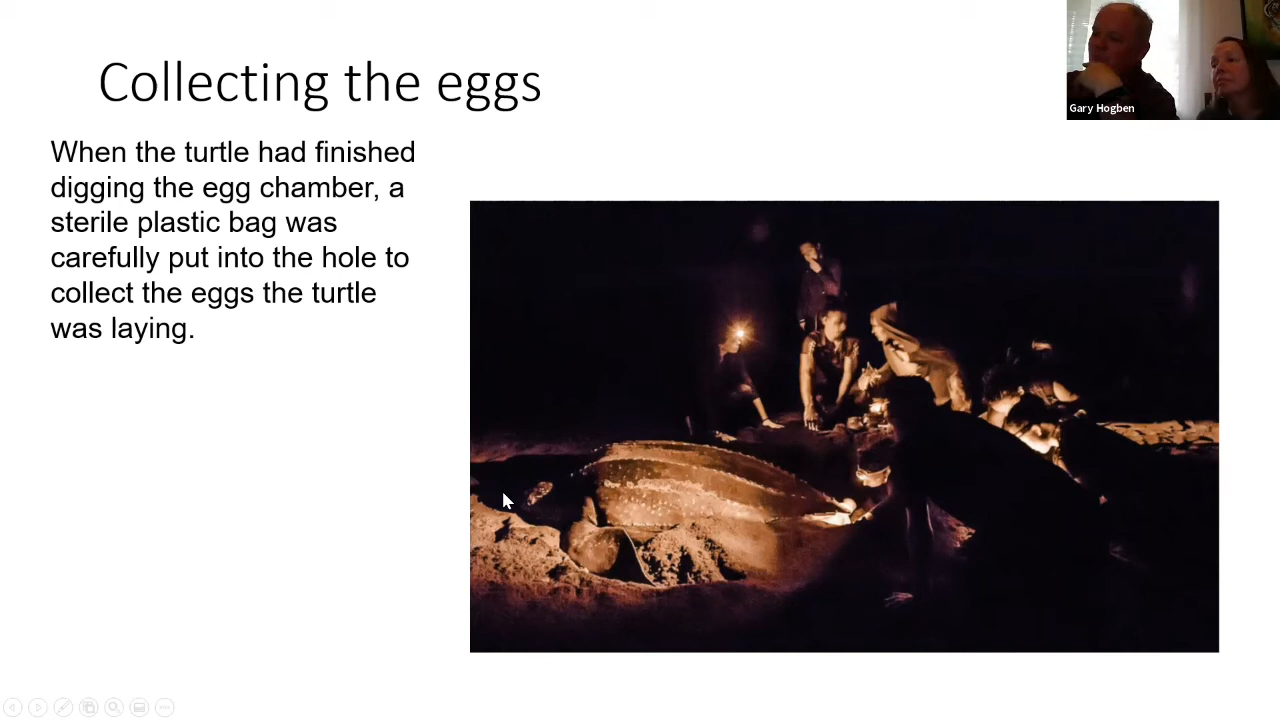 Collecting the eggs
Gary Hogben
When the turtle had finished
digging the egg chamber, a
sterile plastic bag was
carefully put into the hole to
collect the eggs the turtle
was laying.